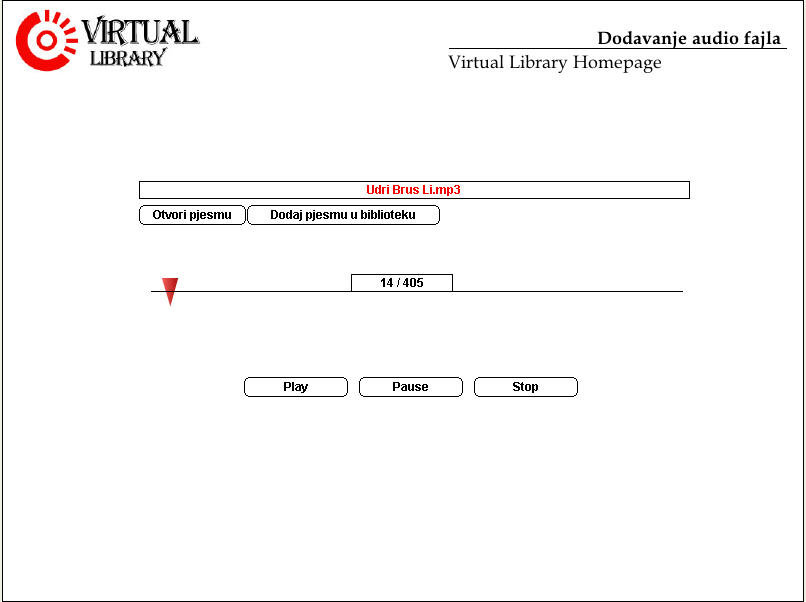 VIRTUAL
LIBRARY
Dodavanje audio fajla
Virtual Library Homepage
Udri Brus Li.mp3
Otvori pjesmu
Dodaj pjesmu u biblioteku
14 / 405
Play
Pause
Stop